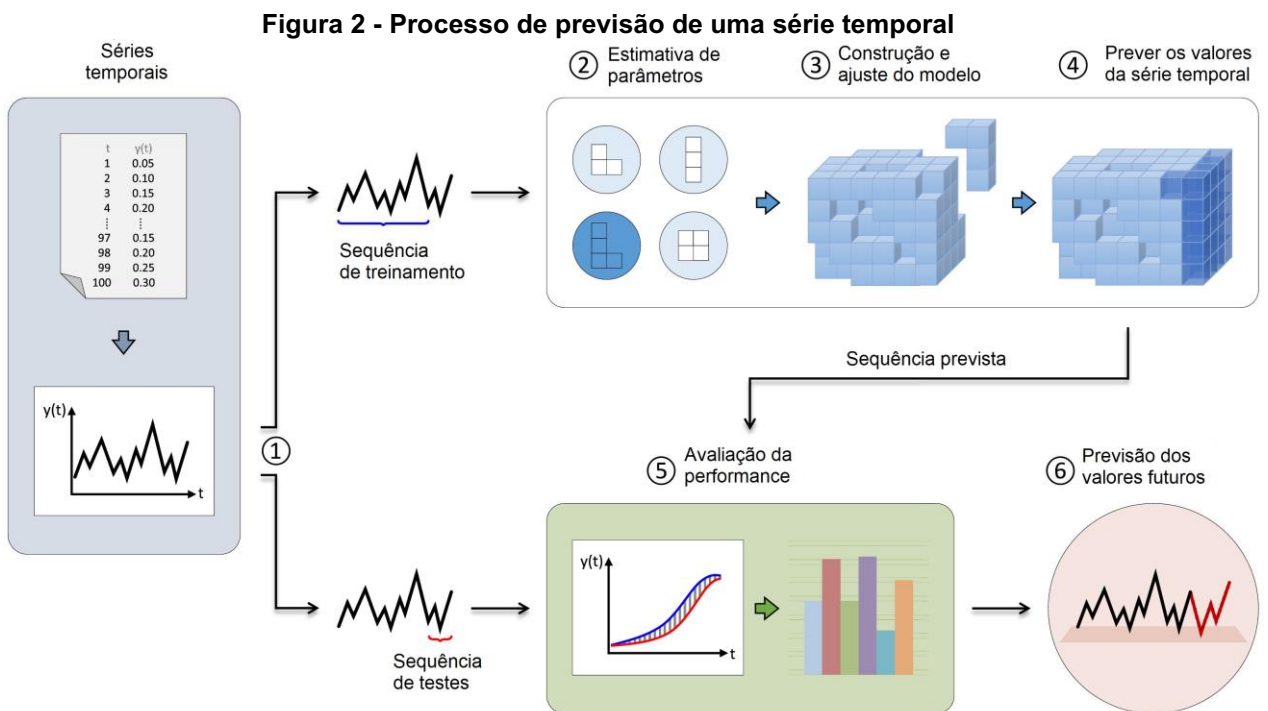 Figura 2 - Processo de previsão de uma série temporal
Séries
temporais
t y(t)
1 0.05
2 0.10
3 0.15
4 0.20
⋮ ⋮
97 0.15
98 0.20
99 0.25
100 0.30
y(t)
t
①
Sequência
de treinamento
② Estimativa de
parâmetros
③ Construção e
ajuste do modelo
④ Prever os valores
da série temporal
Sequência prevista
Sequência
de testes
⑤ Avaliação da
performance
y(t)
t
⑥ Previsão dos
valores futuros